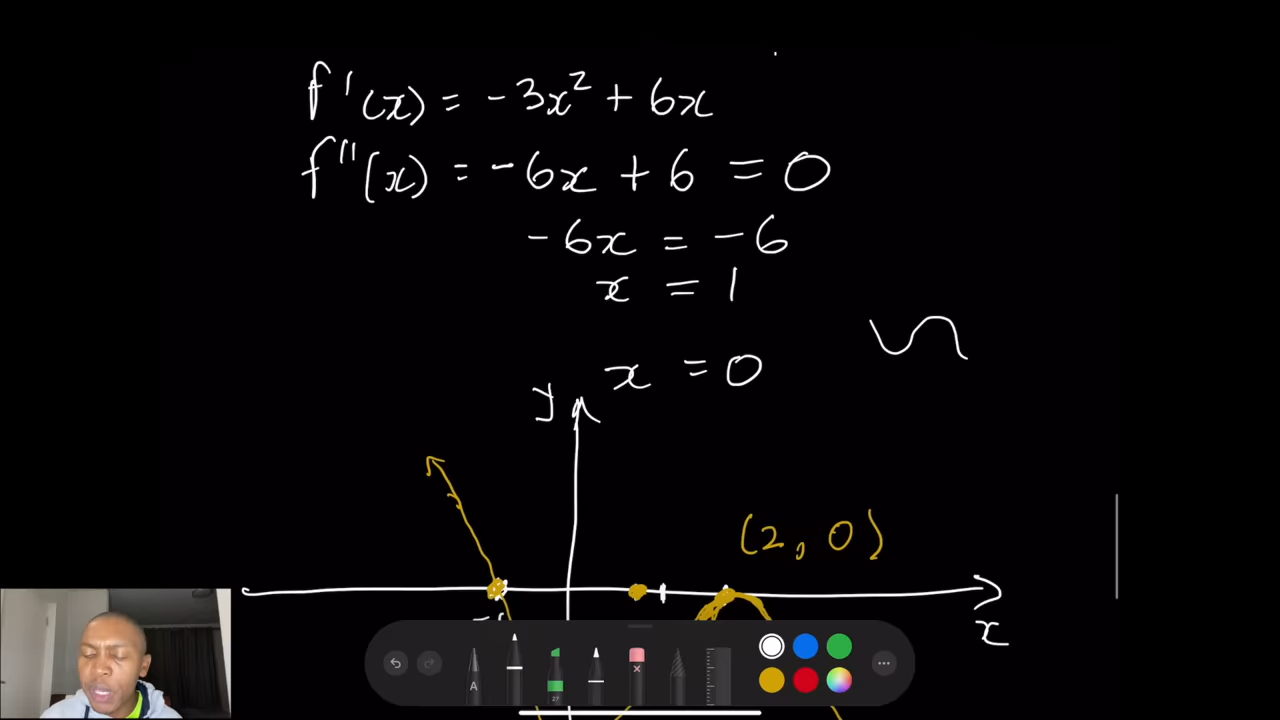 f'(x) = -3x² + 6x
f''(x) = -6x + 6 = 0
-6x = -6
x = 1
x = 0
y
(2, 0)
x
A